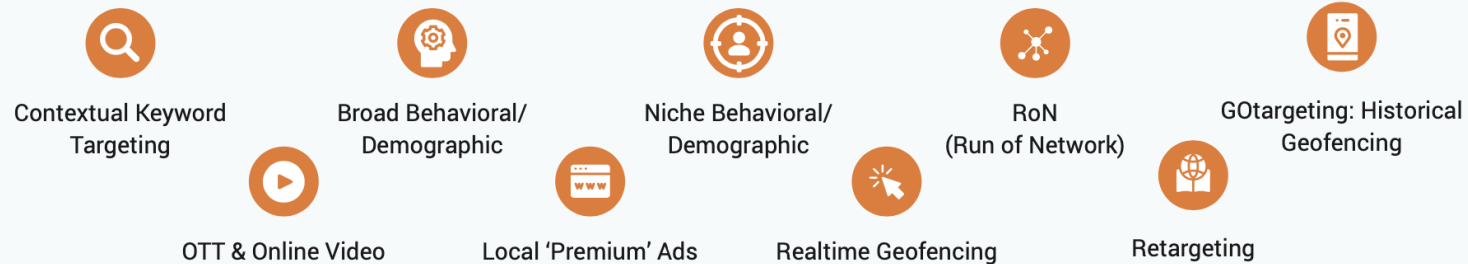 Contextual Keyword
Targeting
Broad Behavioral/
Demographic
Niche Behavioral/
Demographic
RoN
(Run of Network)
GOtargeting: Historical
Geofencing
WWW
OTT & Online Video
Local ‘Premium’ Ads
Realtime Geofencing
Retargeting